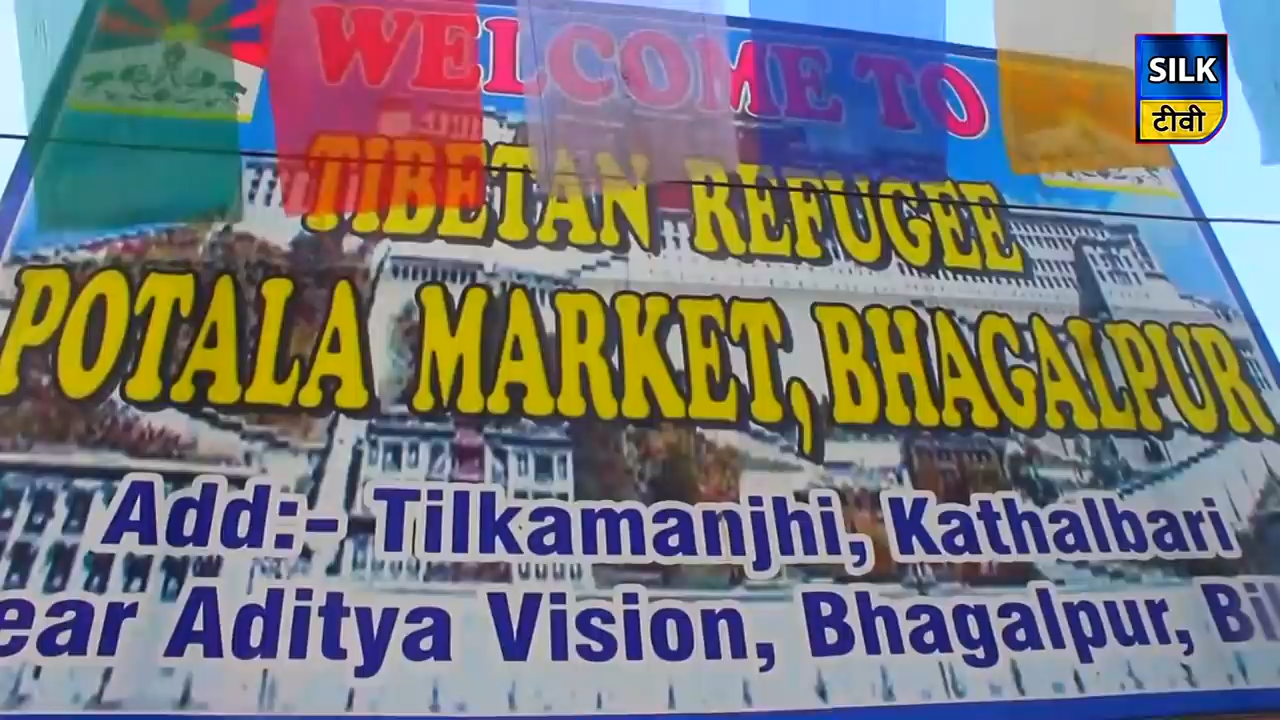 WELCOME TO
SILK
टीवी
TIBETAN REFUGEE
POTALA MARKET, BHAGALPUR
Add:- Tilkamanjhi, Kathalbari
ear Aditya Vision, Bhagalpur, Bi